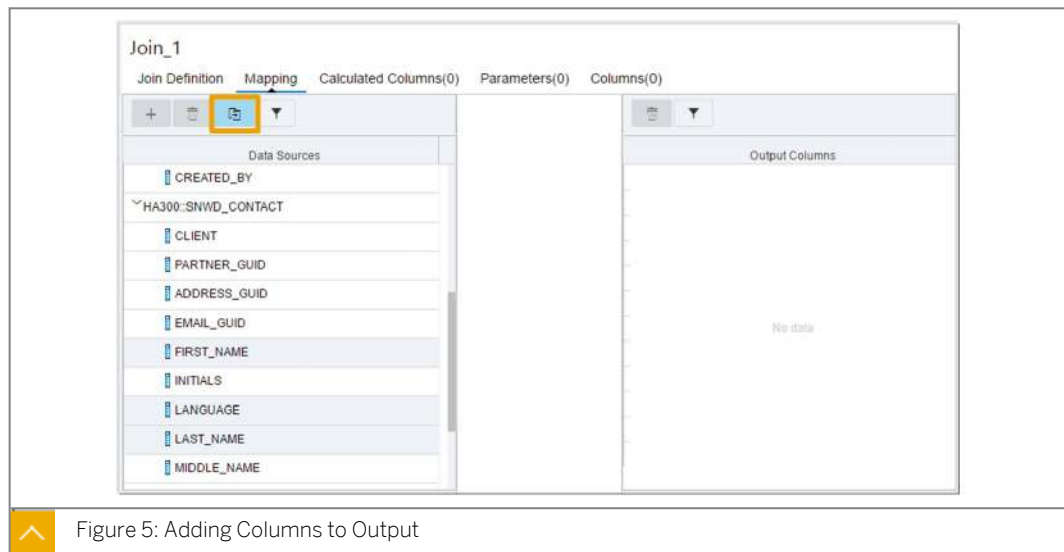 Join_1
Join Definition Mapping Calculated Columns(0) Parameters(0) Columns(0)
Data Sources
Output Columns
CREATED_BY
HA300::SNWD_CONTACT
CLIENT
PARTNER_GUID
ADDRESS_GUID
EMAIL_GUID
FIRST_NAME
INITIALS
LANGUAGE
LAST_NAME
MIDDLE_NAME
No data
Figure 5: Adding Columns to Output